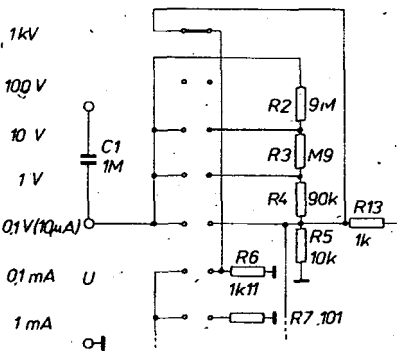 1kV
100 V
10 V
1 V
0,1V(10μA)
0,1 mA
1 mA
U
C1
1M
R2 9M
R3 M9
R4 90k
R5
10k
R13
1k
R6
1k11
R7 101